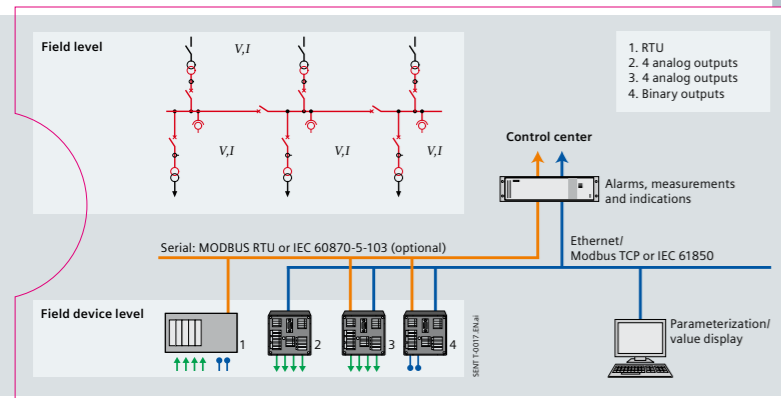 Field level
V,I
1. RTU
2. 4 analog outputs
3. 4 analog outputs
4. Binary outputs
V,I
V,I
V,I
Control center
Alarms, measurements
and indications
Serial: MODBUS RTU or IEC 60870-5-103 (optional)
Ethernet/
Modbus TCP or IEC 61850
Field device level
1
2
3
4
SENT T-0017.EN.ai
Parameterization/
value display